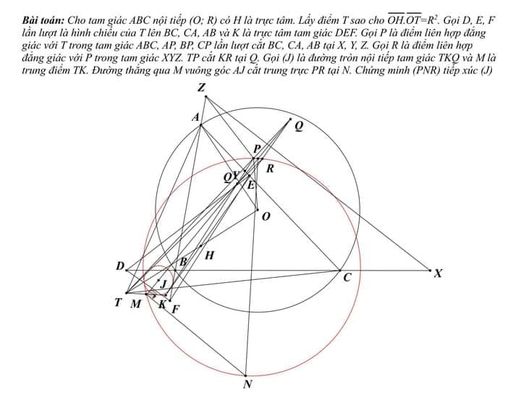 Bài toán: Cho tam giác ABC nội tiếp (O; R) có H là trực tâm. Lấy điểm T sao cho OH.OT=R². Gọi D, E, F
lần lượt là hình chiếu của T lên BC, CA, AB và K là trực tâm tam giác DEF. Gọi P là điểm liên hợp
đẳng giác với T trong tam giác ABC, AP, BP, CP lần lượt cắt BC, CA, AB tại X, Y, Z. Gọi R là điểm liên hợp
đẳng giác với P trong tam giác XYZ. TP cắt KR tại Q. Gọi (J) là đường tròn nội tiếp tam giác TKQ và M là
trung điểm TK. Đường thẳng qua M vuông góc AJ cắt trung trực PR tại N. Chứng minh (PNR) tiếp xúc (J)
Z
A
Q
P
R
QY
E
O
H
D
B
C
X
J
T
M
K
F
N